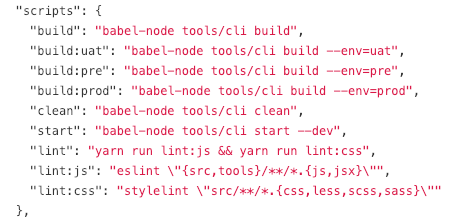 "scripts": {
"build": "babel-node tools/cli build",
"build:uat": "babel-node tools/cli build --env=uat",
"build:pre": "babel-node tools/cli build --env=pre",
"build:prod": "babel-node tools/cli build --env=prod",
"clean": "babel-node tools/cli clean",
"start": "babel-node tools/cli start --dev",
"lint": "yarn run lint:js && yarn run lint:css",
"lint:js": "eslint \"{src,tools}/**/*.{js,jsx}\"",
"lint:css": "stylelint \"src/**/*.{css,less,scss,sass}\""
},